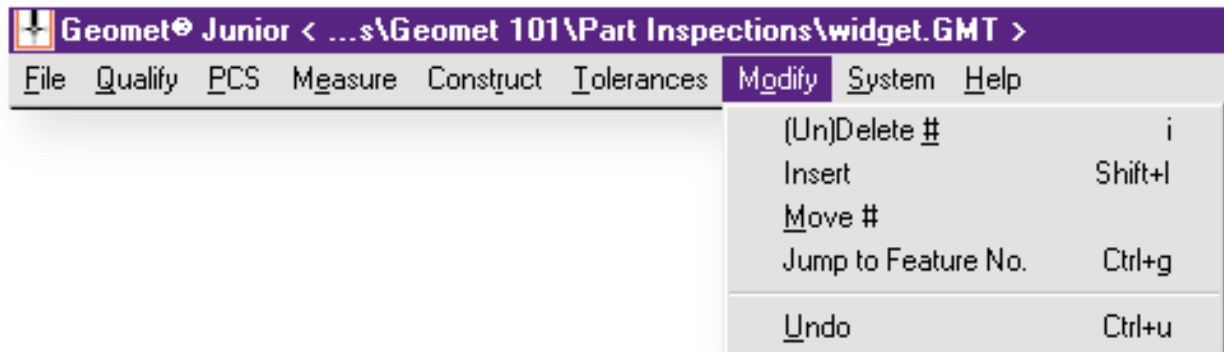 Geomet® Junior < ...s\Geomet 101\Part Inspections\widget.GMT >
File Qualify PCS Measure Construct Tolerances Modify System Help
(Un)Delete # i
Insert Shift+I
Move #
Jump to Feature No. Ctrl+g
Undo Ctrl+u